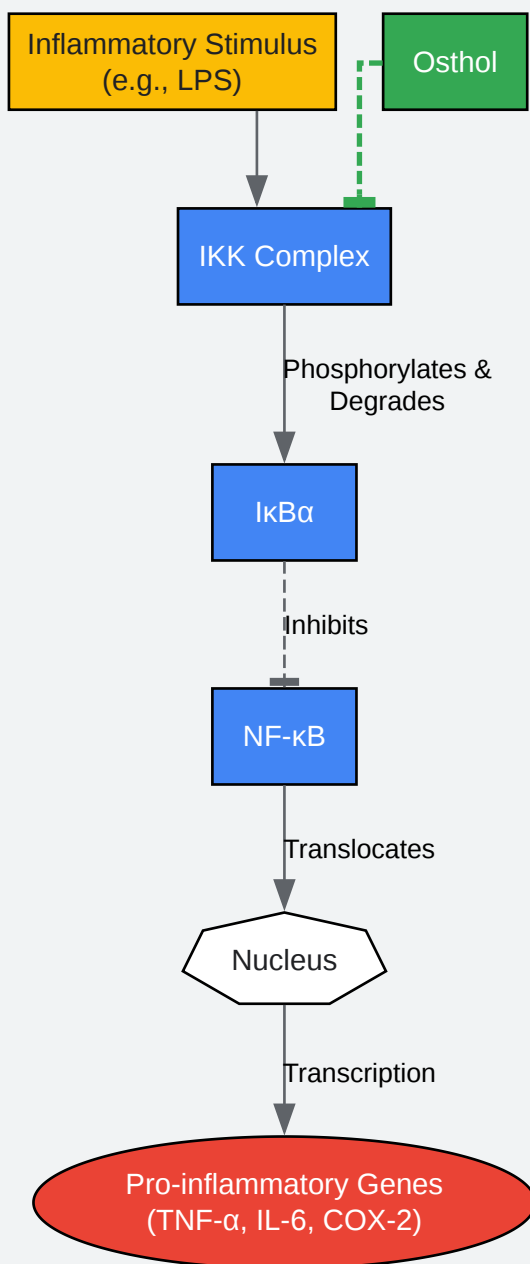 Inflammatory Stimulus
(e.g., LPS)
Osthol
IKK Complex
Phosphorylates &
Degrades
IκBα
Inhibits
NF-κB
Translocates
Nucleus
Transcription
Pro-inflammatory Genes
(TNF-α, IL-6, COX-2)